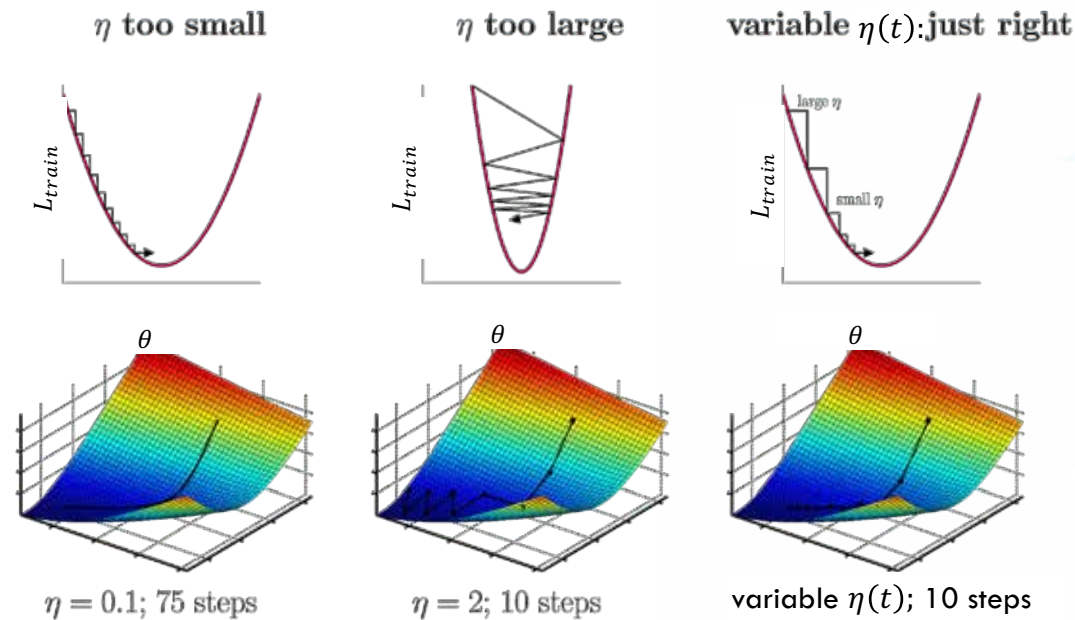 η too small
η too large
variable η(t):just right
L_train
L_train
L_train
large η
small η
θ
θ
θ
η = 0.1; 75 steps
η = 2; 10 steps
variable η(t); 10 steps